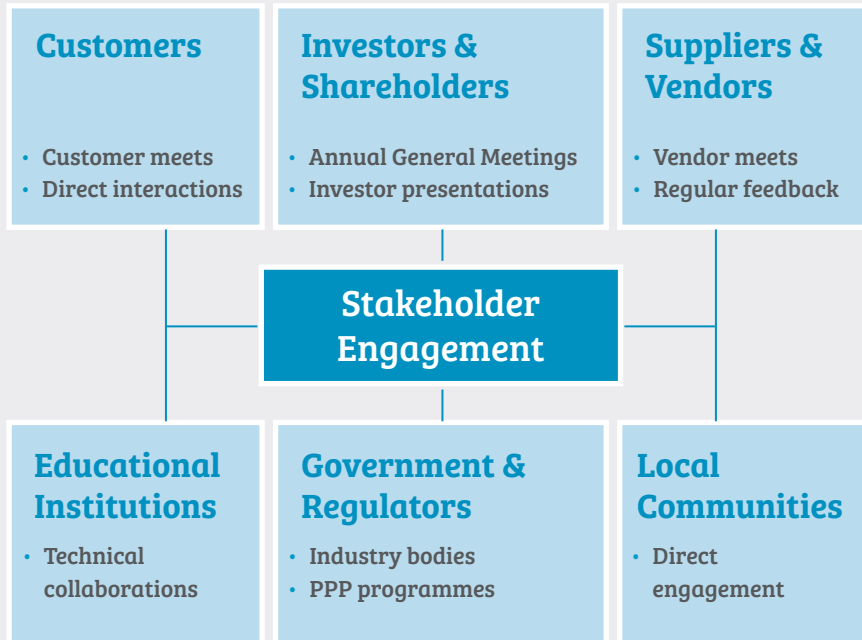 Customers
• Customer meets
• Direct interactions
Investors &
Shareholders
• Annual General Meetings
• Investor presentations
Suppliers &
Vendors
• Vendor meets
• Regular feedback
Stakeholder
Engagement
Educational
Institutions
• Technical
collaborations
Government &
Regulators
• Industry bodies
• PPP programmes
Local
Communities
• Direct
engagement